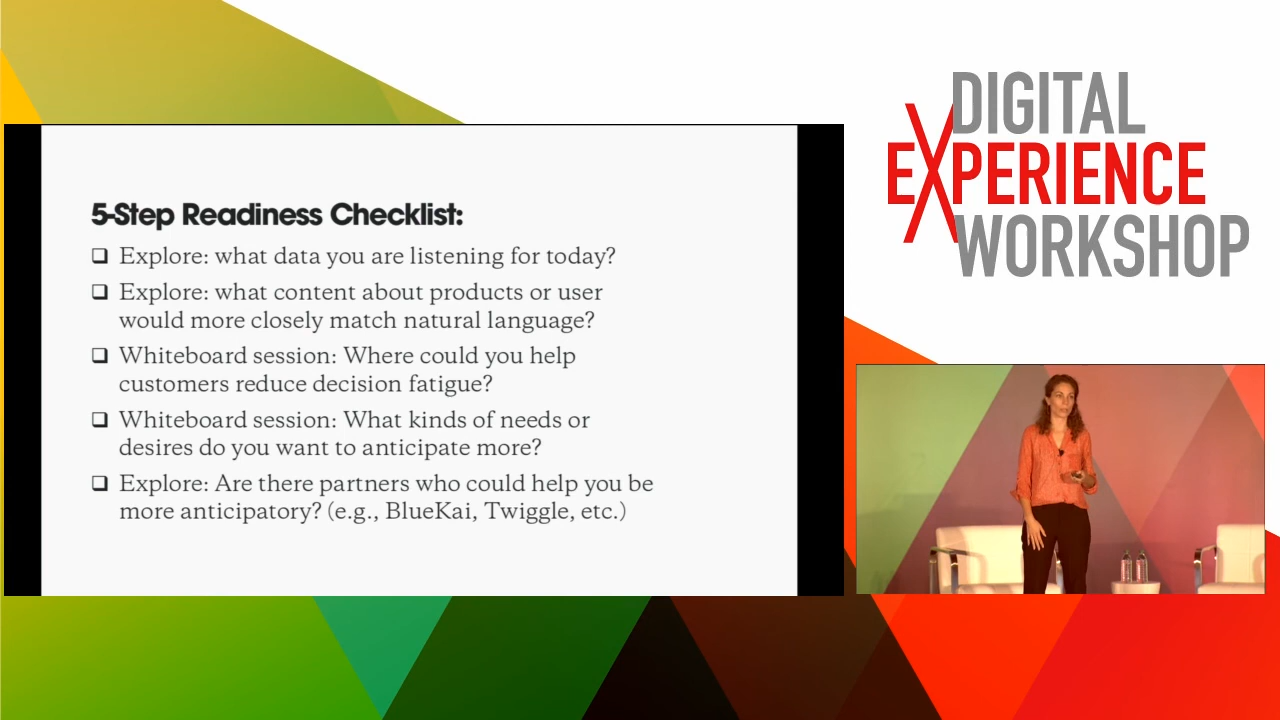 5-Step Readiness Checklist:
Explore: what data you are listening for today?
Explore: what content about products or user
would more closely match natural language?
Whiteboard session: Where could you help
customers reduce decision fatigue?
Whiteboard session: What kinds of needs or
desires do you want to anticipate more?
Explore: Are there partners who could help you be
more anticipatory? (e.g., BlueKai, Twiggle, etc.)
DIGITAL
EXPERIENCE
WORKSHOP